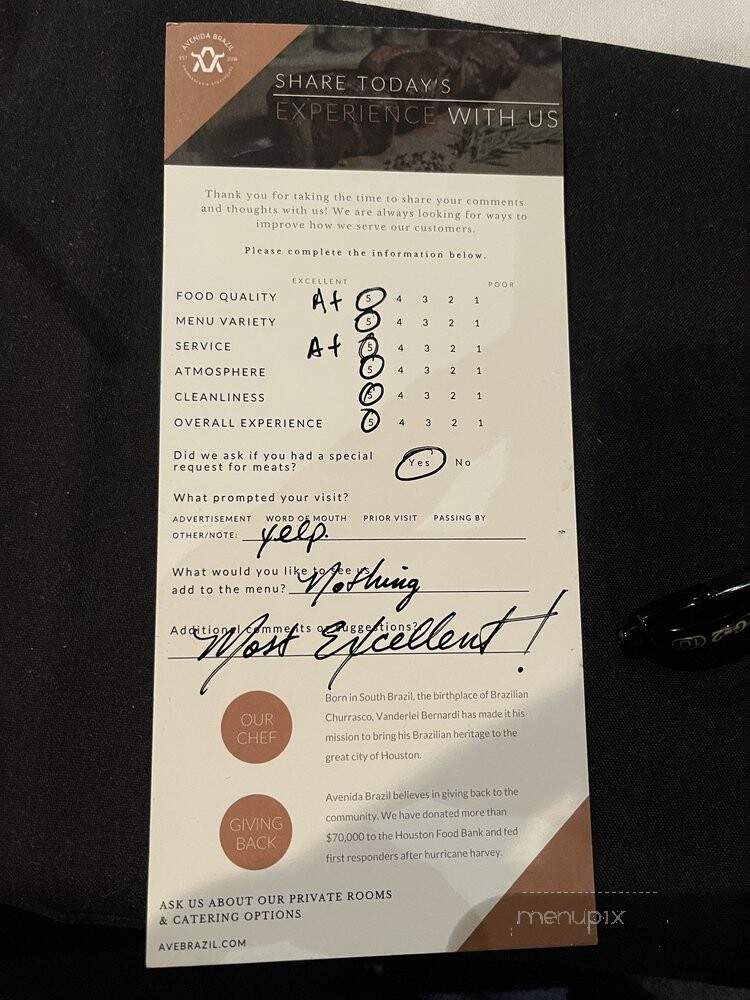 AVENIDA BRAZIL
SHARE TODAY'S
EXPERIENCE WITH US
Thank you for taking the time to share your comments
and thoughts with us! We are always looking for ways to
improve how we serve our customers.
Please complete the information below.
EXCELLENT POOR
FOOD QUALITY A+ 5 4 3 2 1
MENU VARIETY 5 4 3 2 1
SERVICE A+ 5 4 3 2 1
ATMOSPHERE 5 4 3 2 1
CLEANLINESS 5 4 3 2 1
OVERALL EXPERIENCE 5 4 3 2 1
Did we ask if you had a special
request for meats? Yes No
What prompted your visit?
ADVERTISEMENT WORD OF MOUTH PRIOR VISIT PASSING BY
OTHER/NOTE: yelp.
What would you like to see us
add to the menu? Nothing
Additional comments or suggestions?
Most Excellent!
OUR
CHEF
Born in South Brazil, the birthplace of Brazilian
Churrasco, Vanderlei Bernardi has made it his
mission to bring his Brazilian heritage to the
great city of Houston.
GIVING
BACK
Avenida Brazil believes in giving back to the
community. We have donated more than
$70,000 to the Houston Food Bank and fed
first responders after hurricane harvey.
ASK US ABOUT OUR PRIVATE ROOMS
& CATERING OPTIONS
AVEBRAZIL.COM
menupix
G-2